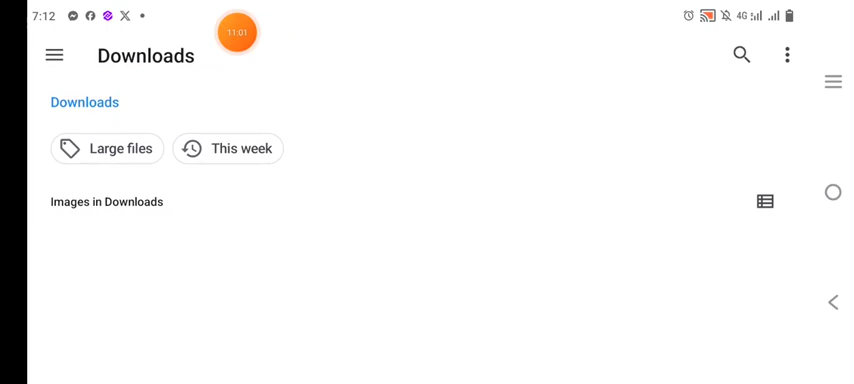 7:12
11:01
4G
Downloads
Downloads
Large files
This week
Images in Downloads